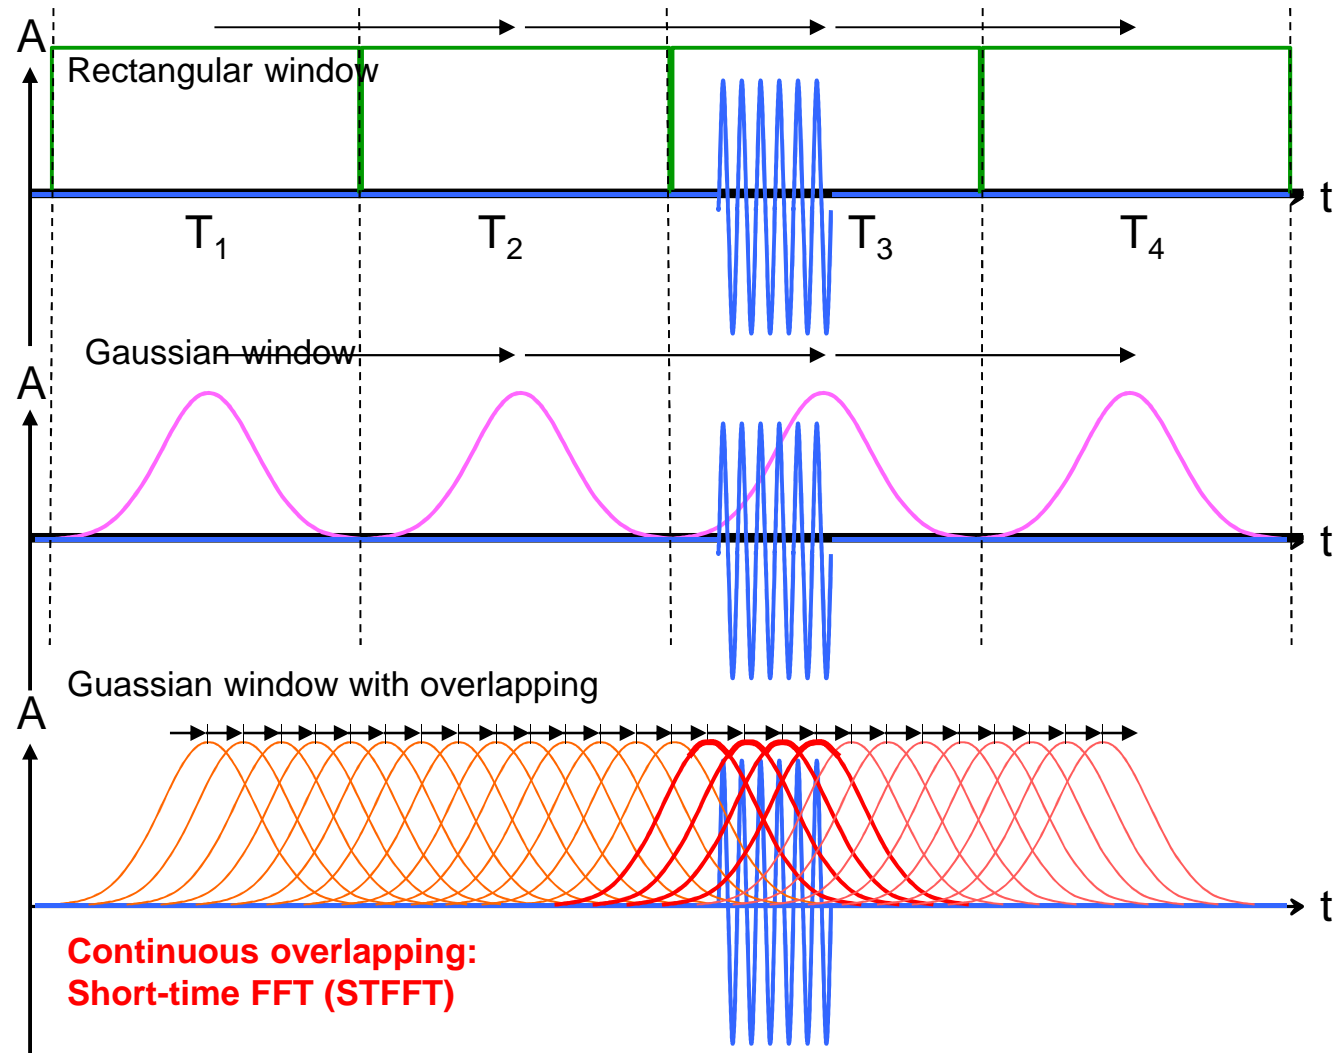 A
Rectangular window
t
T₁ T₂ T₃ T₄
Gaussian window
A
t
Guassian window with overlapping
A
t
Continuous overlapping:
Short-time FFT (STFFT)